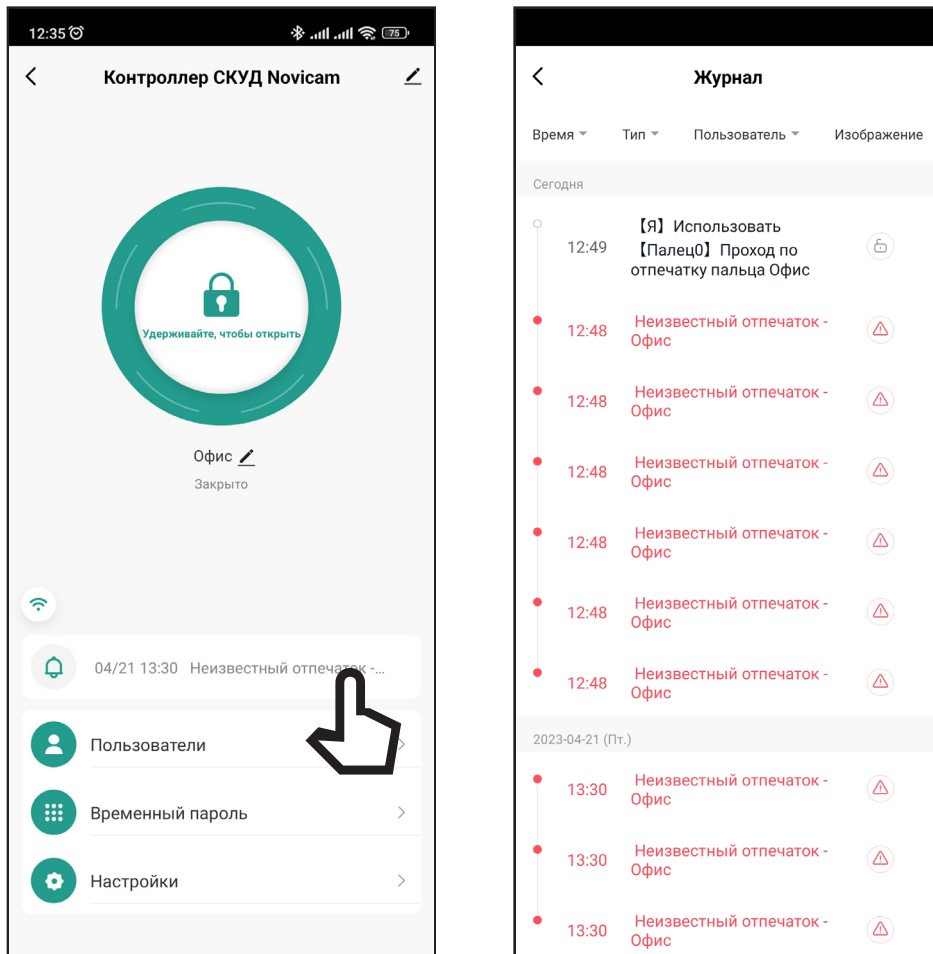 12:35
75
Контроллер СКУД Novicam
Удерживайте, чтобы открыть
Офис
Закрыто
04/21 13:30 Неизвестный отпечаток -...
Пользователи
Временный пароль
Настройки
Журнал
Время Тип Пользователь Изображение
Сегодня
12:49
【Я】Использовать
【Палец0】Проход по
отпечатку пальца Офис
12:48
Неизвестный отпечаток -
Офис
12:48
Неизвестный отпечаток -
Офис
12:48
Неизвестный отпечаток -
Офис
12:48
Неизвестный отпечаток -
Офис
12:48
Неизвестный отпечаток -
Офис
12:48
Неизвестный отпечаток -
Офис
2023-04-21 (Пт.)
13:30
Неизвестный отпечаток -
Офис
13:30
Неизвестный отпечаток -
Офис
13:30
Неизвестный отпечаток -
Офис